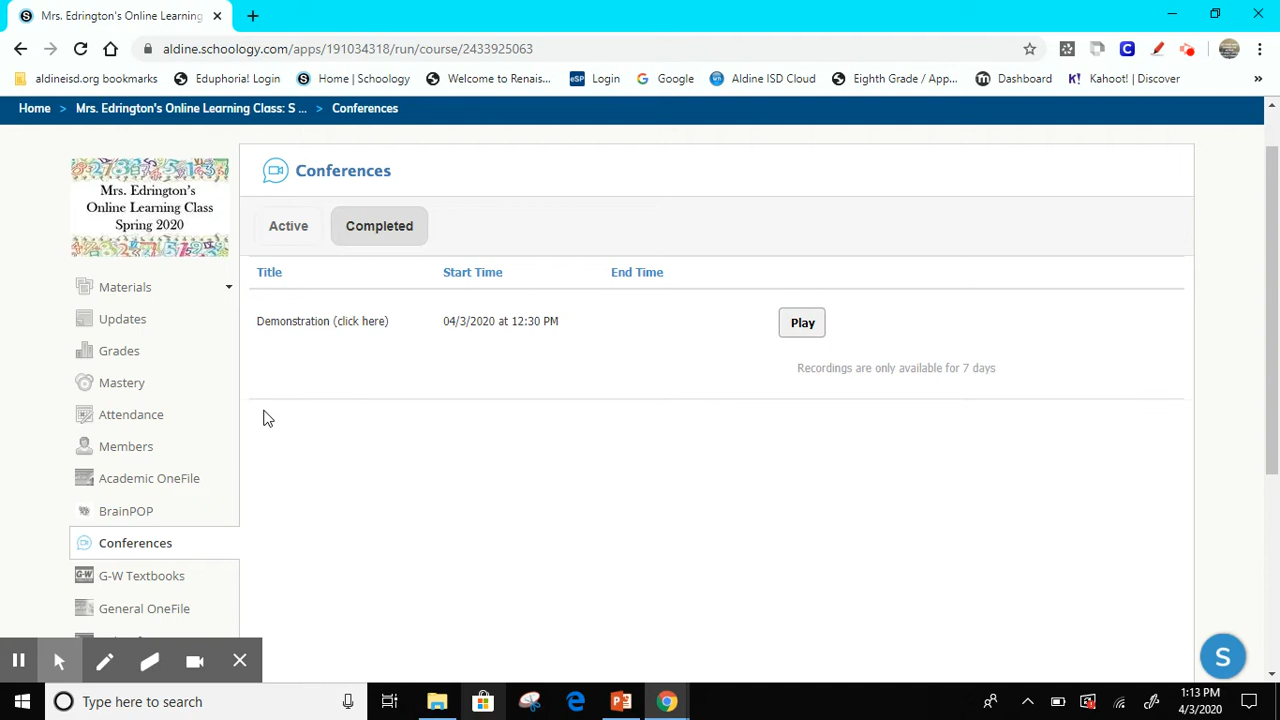 Mrs. Edrington's Online Learning
aldine.schoology.com/apps/191034318/run/course/2433925063
aldineisd.org bookmarks
Eduphoria! Login
Home | Schoology
Welcome to Renais...
eSP
Login
Google
Aldine ISD Cloud
Eighth Grade / App...
Dashboard
K! Kahoot! | Discover
»
Home > Mrs. Edrington's Online Learning Class: S ... > Conferences
Mrs. Edrington's
Online Learning Class
Spring 2020
Materials
Updates
Grades
Mastery
Attendance
Members
Academic OneFile
BrainPOP
Conferences
G-W Textbooks
General OneFile
Conferences
Active
Completed
Title Start Time End Time
Demonstration (click here) 04/3/2020 at 12:30 PM Play
Recordings are only available for 7 days
S
Type here to search
1:13 PM
4/3/2020